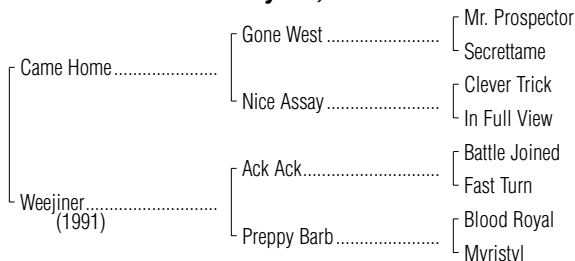 Mr. Prospector
Gone West
Secrettame
Came Home
Clever Trick
Nice Assay
In Full View
Battle Joined
Ack Ack
Fast Turn
Weejiner
(1991)
Blood Royal
Preppy Barb
Myristyl